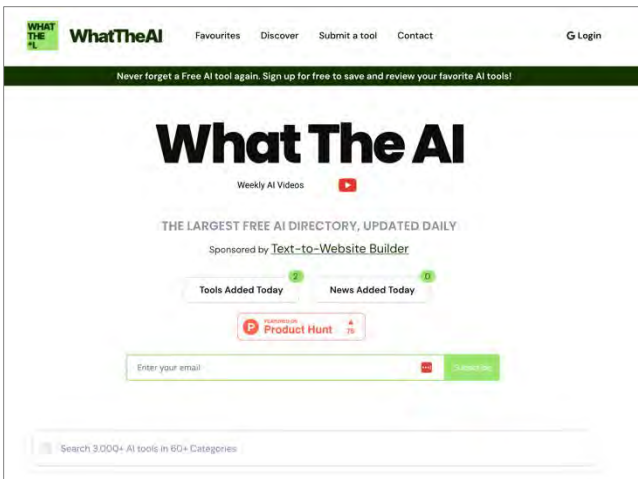 WHAT
THE
*L
WhatTheAI
Favourites Discover Submit a tool Contact
G Login
Never forget a Free AI tool again. Sign up for free to save and review your favorite AI tools!
What The AI
Weekly AI Videos
THE LARGEST FREE AI DIRECTORY, UPDATED DAILY
Sponsored by Text-to-Website Builder
Tools Added Today 2 News Added Today 0
P FEATURED ON
Product Hunt
Enter your email Subscribe
Search 3,000+ AI tools in 60+ Categories